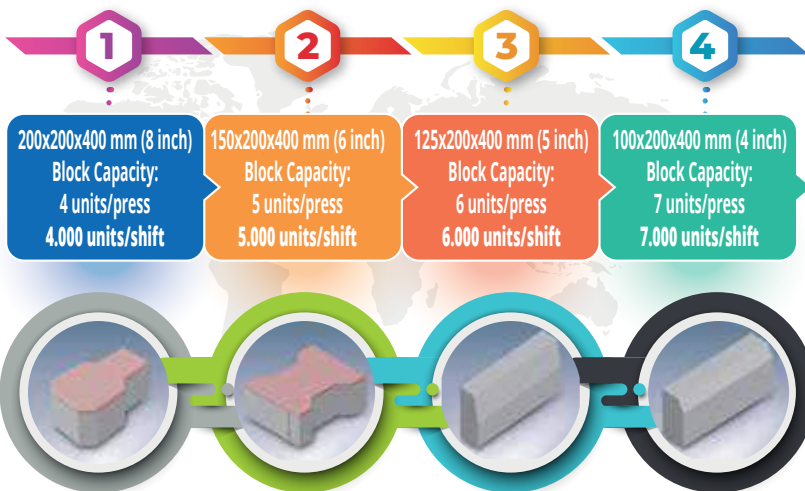 1
2
3
4
200x200x400 mm (8 inch)
Block Capacity:
4 units/press
4.000 units/shift
150x200x400 mm (6 inch)
Block Capacity:
5 units/press
5.000 units/shift
125x200x400 mm (5 inch)
Block Capacity:
6 units/press
6.000 units/shift
100x200x400 mm (4 inch)
Block Capacity:
7 units/press
7.000 units/shift